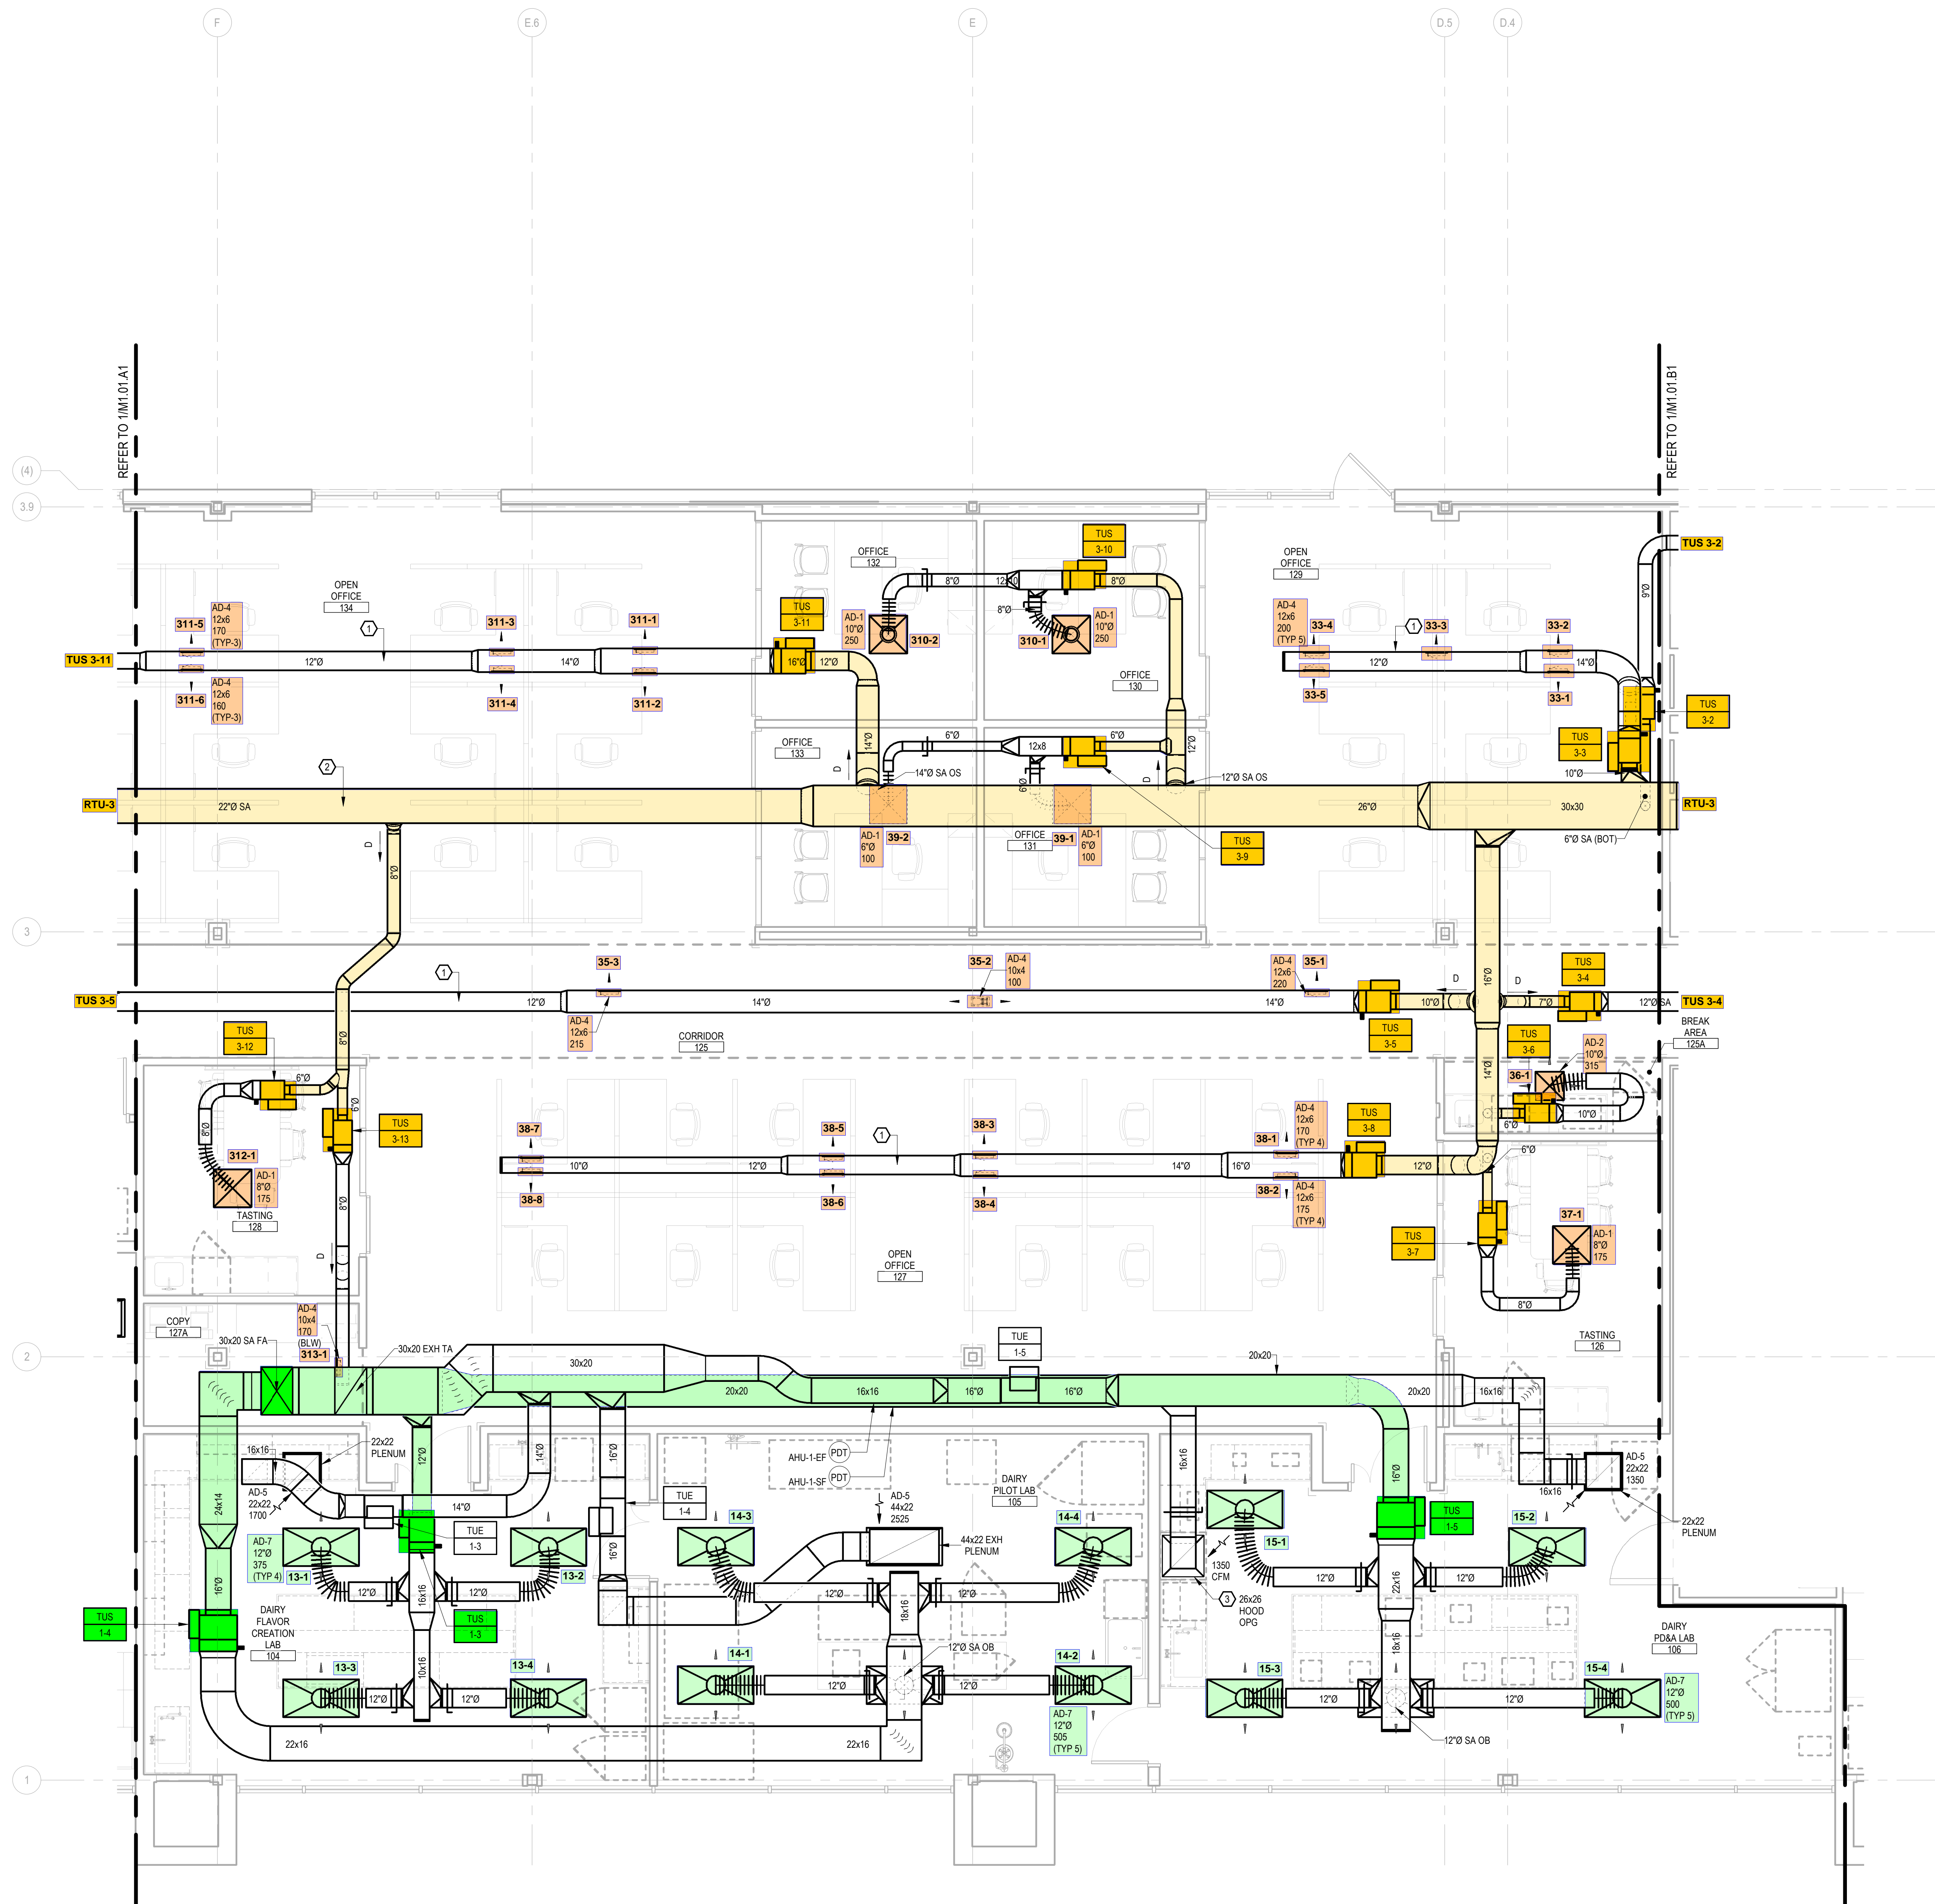 F
E.6
E
D.5
D.4
REFER TO 1/M1.01.A1
REFER TO 1/M1.01.B1
(4)
3.9
3
2
1
TUS 3-11
RTU-3
TUS 3-5
TUS 3-2
RTU-3
TUS 3-4
OPEN
OFFICE
134
1
311-5
AD-4
12x6
170
(TYP-3)
311-6
AD-4
12x6
160
(TYP-3)
12"Ø
311-3
311-4
14"Ø
311-1
311-2
TUS
3-11
16"Ø
12"Ø
14"Ø
D
2
22"Ø SA
OFFICE
132
8"Ø
12x10
8"Ø
AD-1
10"Ø
250
310-2
310-1
AD-1
10"Ø
250
TUS
3-10
8"Ø
OFFICE
130
OFFICE
133
6"Ø
12x8
6"Ø
6"Ø
14"Ø SA OS
D
12"Ø
12"Ø SA OS
AD-1
6"Ø
100
39-2
OFFICE
131
39-1
AD-1
6"Ø
100
TUS
3-9
26"Ø
30x30
OPEN
OFFICE
129
AD-4
12x6
200
(TYP 5)
33-4
33-5
1
33-3
33-2
33-1
12"Ø
14"Ø
9"Ø
TUS
3-2
TUS
3-3
10"Ø
6"Ø SA (BOT)
D
8"Ø
8"Ø
1
12"Ø
35-3
AD-4
12x6
215
14"Ø
35-2
AD-4
10x4
100
AD-4
12x6
220
35-1
14"Ø
TUS
3-5
10"Ø
D
16"Ø
D
7"Ø
TUS
3-4
12"Ø SA
CORRIDOR
125
BREAK
AREA
125A
TUS
3-6
AD-2
10"Ø
315
36-1
14"Ø
6"Ø
10"Ø
TUS
3-12
6"Ø
6"Ø
TUS
3-13
8"Ø
312-1
AD-1
8"Ø
175
TASTING
128
8"Ø
D
38-7
38-8
10"Ø
12"Ø
38-5
38-6
1
38-3
38-4
14"Ø
16"Ø
38-1
AD-4
12x6
170
(TYP 4)
38-2
AD-4
12x6
175
(TYP 4)
TUS
3-8
12"Ø
6"Ø
TUS
3-7
37-1
AD-1
8"Ø
175
8"Ø
TASTING
126
OPEN
OFFICE
127
COPY
127A
AD-4
10x4
170
(BLW)
313-1
30x20 SA FA
30x20 EXH TA
30x20
20x20
16x16
16"Ø
TUE
1-5
16"Ø
20x20
20x20
16x16
AHU-1-EF
PDT
AHU-1-SF
PDT
24x14
16x16
22x22
PLENUM
AD-5
22x22
1700
12"Ø
14"Ø
14"Ø
16"Ø
AD-7
12"Ø
375
(TYP 4)
13-1
12"Ø
12"Ø
16x16
13-2
TUE
1-3
TUE
1-4
16"Ø
16"Ø
TUS
1-4
DAIRY
FLAVOR
CREATION
LAB
104
TUS
1-3
10x16
13-3
13-4
12"Ø
12"Ø
22x16
22x16
14-3
14-4
AD-5
44x22
2525
44x22 EXH
PLENUM
DAIRY
PILOT LAB
105
12"Ø
12"Ø
18x16
12"Ø SA OB
14-1
14-2
12"Ø
12"Ø
AD-7
12"Ø
505
(TYP 5)
16x16
1350
CFM
3
26x26
HOOD
OPG
15-1
16"Ø
TUS
1-5
15-2
12"Ø
22x16
12"Ø
18x16
16x16
AD-5
22x22
1350
22x22
PLENUM
15-3
15-4
12"Ø
12"Ø
12"Ø SA OB
AD-7
12"Ø
500
(TYP 5)
DAIRY
PD&A LAB
106